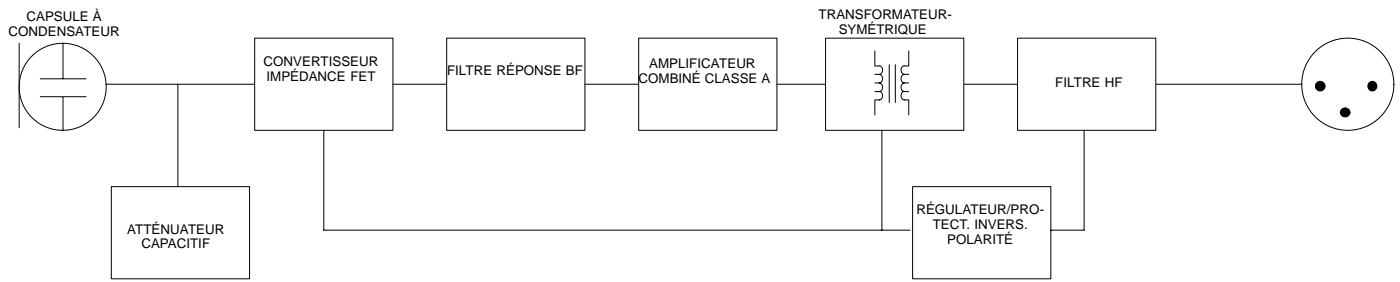 CAPSULE À
CONDENSATEUR
CONVERTISSEUR
IMPÉDANCE FET
FILTRE RÉPONSE BF
AMPLIFICATEUR
COMBINÉ CLASSE A
TRANSFORMATEUR-
SYMÉTRIQUE
FILTRE HF
ATTÉNUATEUR
CAPACITIF
RÉGULATEUR/PRO-
TECT. INVERS.
POLARITÉ